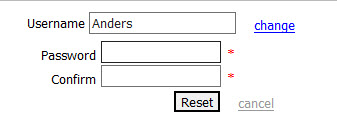 Username Anders change
Password *
Confirm *
Reset cancel